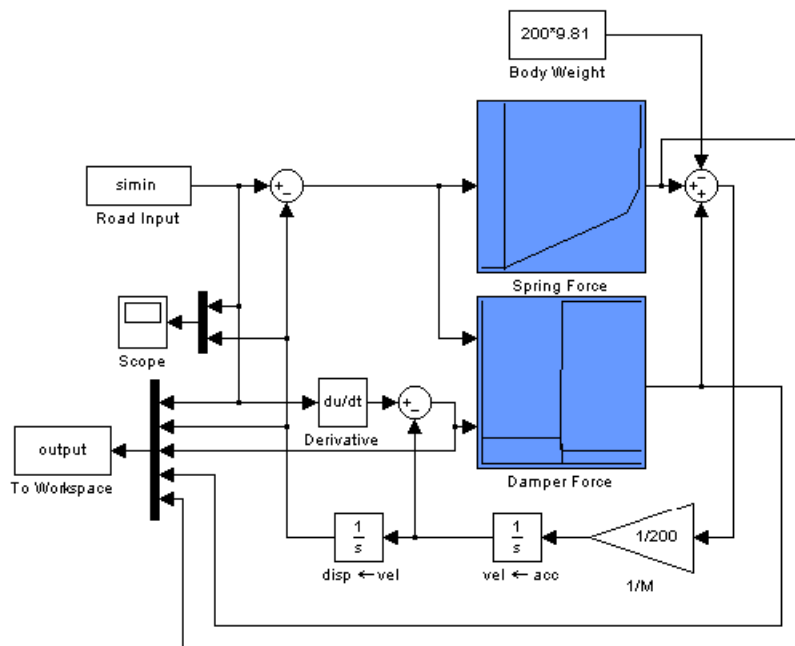 200*9.81
Body Weight
simin
Road Input
+
-
-
+
+
Spring Force
Scope
du/dt
Derivative
+
-
output
To Workspace
Damper Force
1
s
disp ←vel
1
s
vel ← acc
1/200
1/M